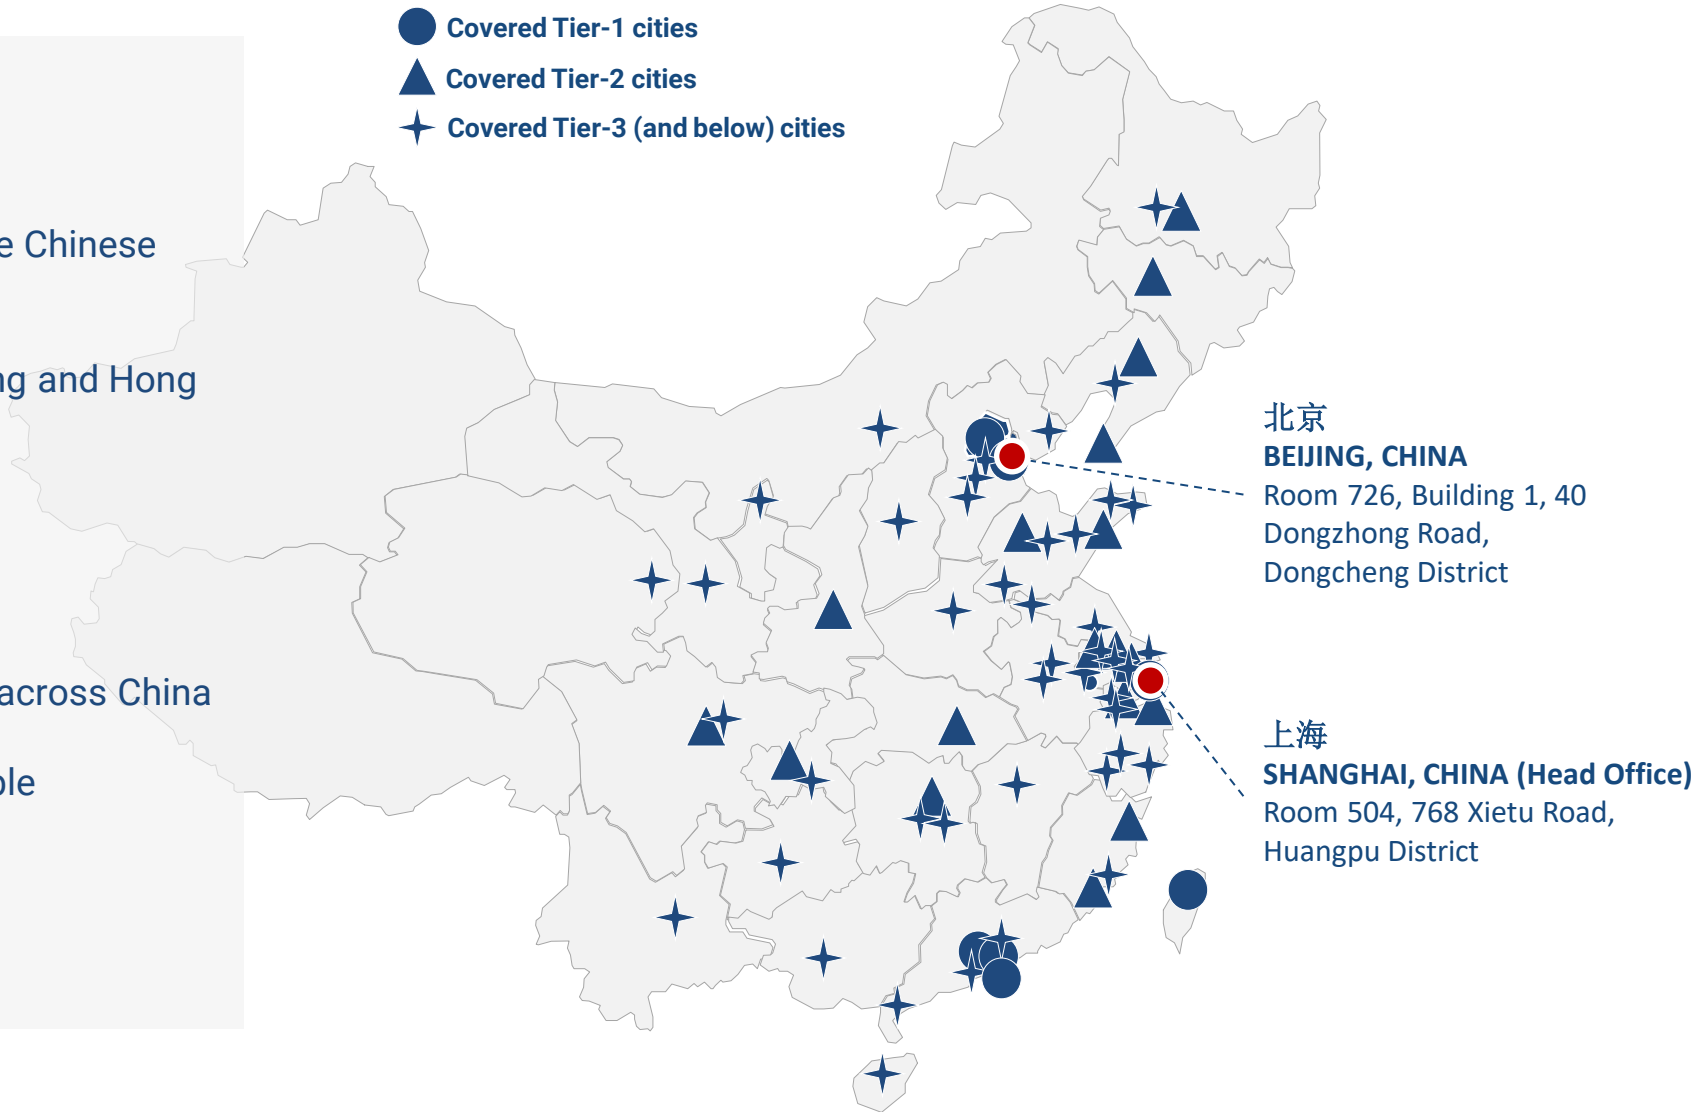 Covered Tier-1 cities
Covered Tier-2 cities
Covered Tier-3 (and below) cities
e Chinese
ng and Hong
across China
ble
北京
BEIJING, CHINA
Room 726, Building 1, 40
Dongzhong Road,
Dongcheng District
上海
SHANGHAI, CHINA (Head Office)
Room 504, 768 Xietu Road,
Huangpu District